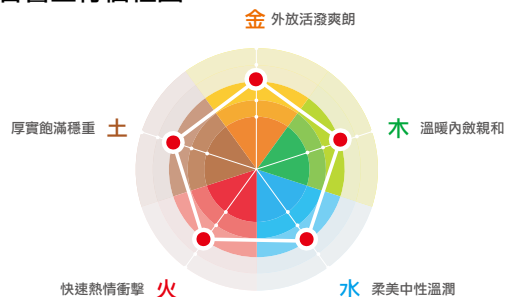 金 外放活潑爽朗
土 厚實飽滿穩重
木 溫暖內斂親和
火 快速熱情衝擊
水 柔美中性溫潤